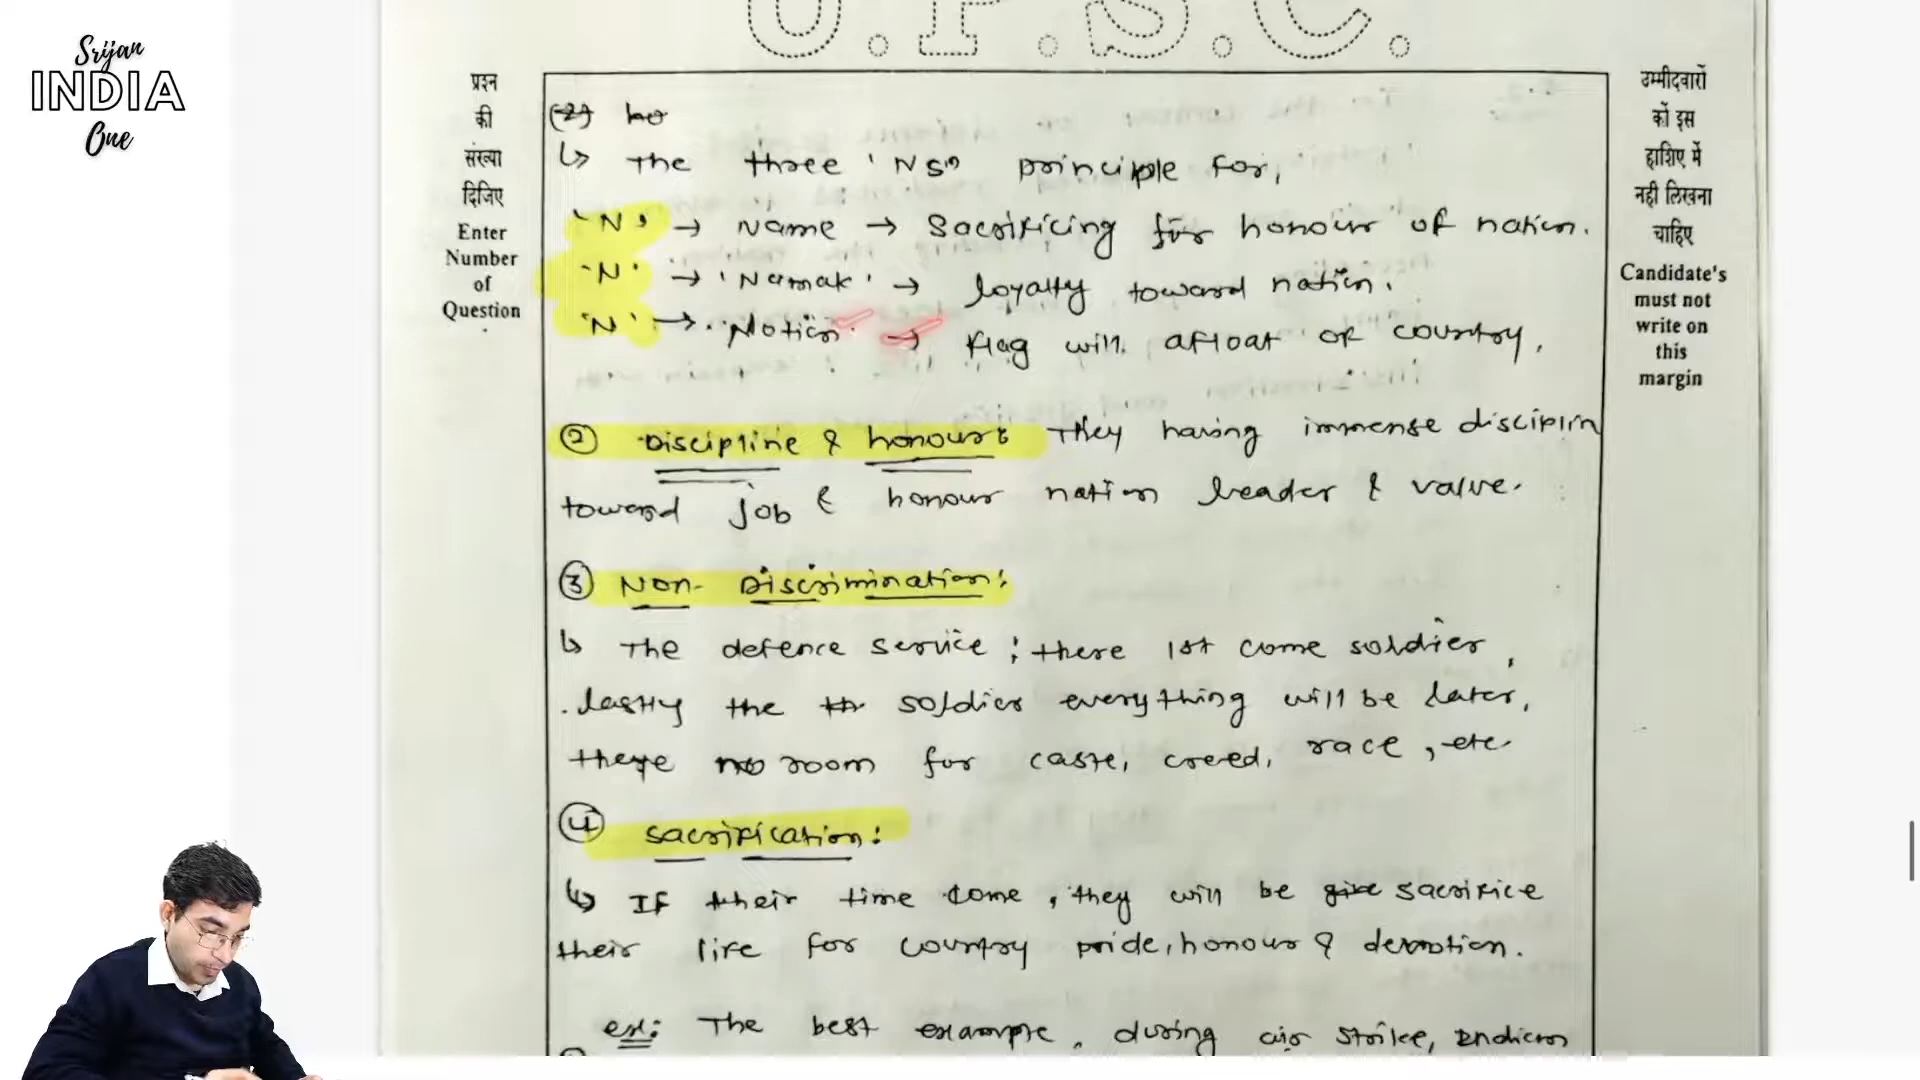 Srijan
INDIA
One
U.P.S.C.
प्रश्न
की
संख्या
दिजिए
Enter
Number
of
Question
उम्मीदवारों
कों इस
हाशिए में
नही लिखना
चाहिए
Candidate's
must not
write on
this
margin
(2) ho
↳ The three 'NS' principle for,
'N' → Name → Sacrificing for honour of nation.
'N' → 'Namak' → loyalty toward nation.
'N' → Nation → flag will afloat of country.
② Discipline & honour: They having immense disciplin
toward job & honour nation leader & value.
③ Non-Discrimination:
↳ The defence service; there 1st come soldier,
lastly the th soldier everything will be later,
there no room for caste, creed, race, etc.
④ Sacrification:
↳ If their time come, they will be give sacrifice
their life for country pride, honour & devotion.
ex: The best example, during air strike, Indian